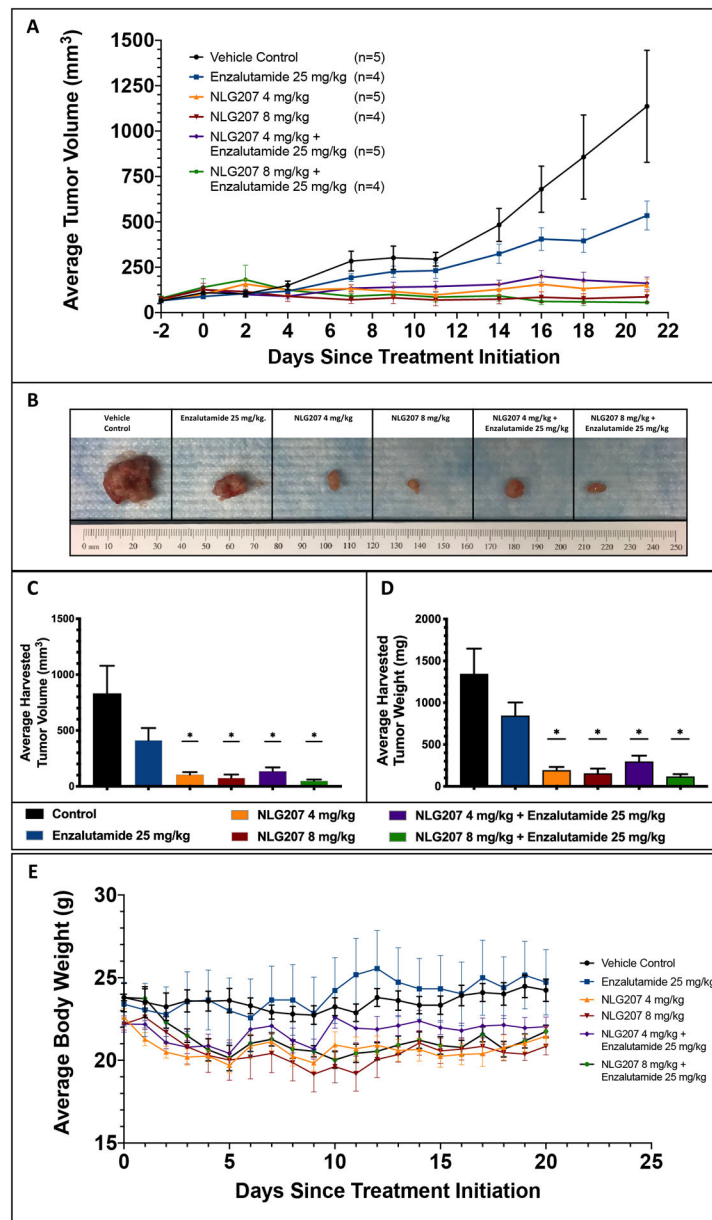 A
Average Tumor Volume (mm³)
1500
1250
1000
750
500
250
0
Vehicle Control (n=5)
Enzalutamide 25 mg/kg (n=4)
NLG207 4 mg/kg (n=5)
NLG207 8 mg/kg (n=4)
NLG207 4 mg/kg +
Enzalutamide 25 mg/kg (n=5)
NLG207 8 mg/kg +
Enzalutamide 25 mg/kg (n=4)
-2 0 2 4 6 8 10 12 14 16 18 20 22
Days Since Treatment Initiation
B
Vehicle
Control
Enzalutamide 25 mg/kg.
NLG207 4 mg/kg
NLG207 8 mg/kg
NLG207 4 mg/kg +
Enzalutamide 25 mg/kg
NLG207 8 mg/kg +
Enzalutamide 25 mg/kg
0 mm 10 20 30 40 50 60 70 80 90 100 110 120 130 140 150 160 170 180 190 200 210 220 230 240 250
C
Average Harvested
Tumor Volume (mm³)
1500
1000
500
0
* * * *
D
Average Harvested
Tumor Weight (mg)
2000
1500
1000
500
0
* * * *
Control
NLG207 4 mg/kg
NLG207 4 mg/kg + Enzalutamide 25 mg/kg
Enzalutamide 25 mg/kg
NLG207 8 mg/kg
NLG207 8 mg/kg + Enzalutamide 25 mg/kg
E
Average Body Weight (g)
30
25
20
15
Vehicle Control
Enzalutamide 25 mg/kg
NLG207 4 mg/kg
NLG207 8 mg/kg
NLG207 4 mg/kg +
Enzalutamide 25 mg/kg
NLG207 8 mg/kg +
Enzalutamide 25 mg/kg
0 5 10 15 20 25
Days Since Treatment Initiation